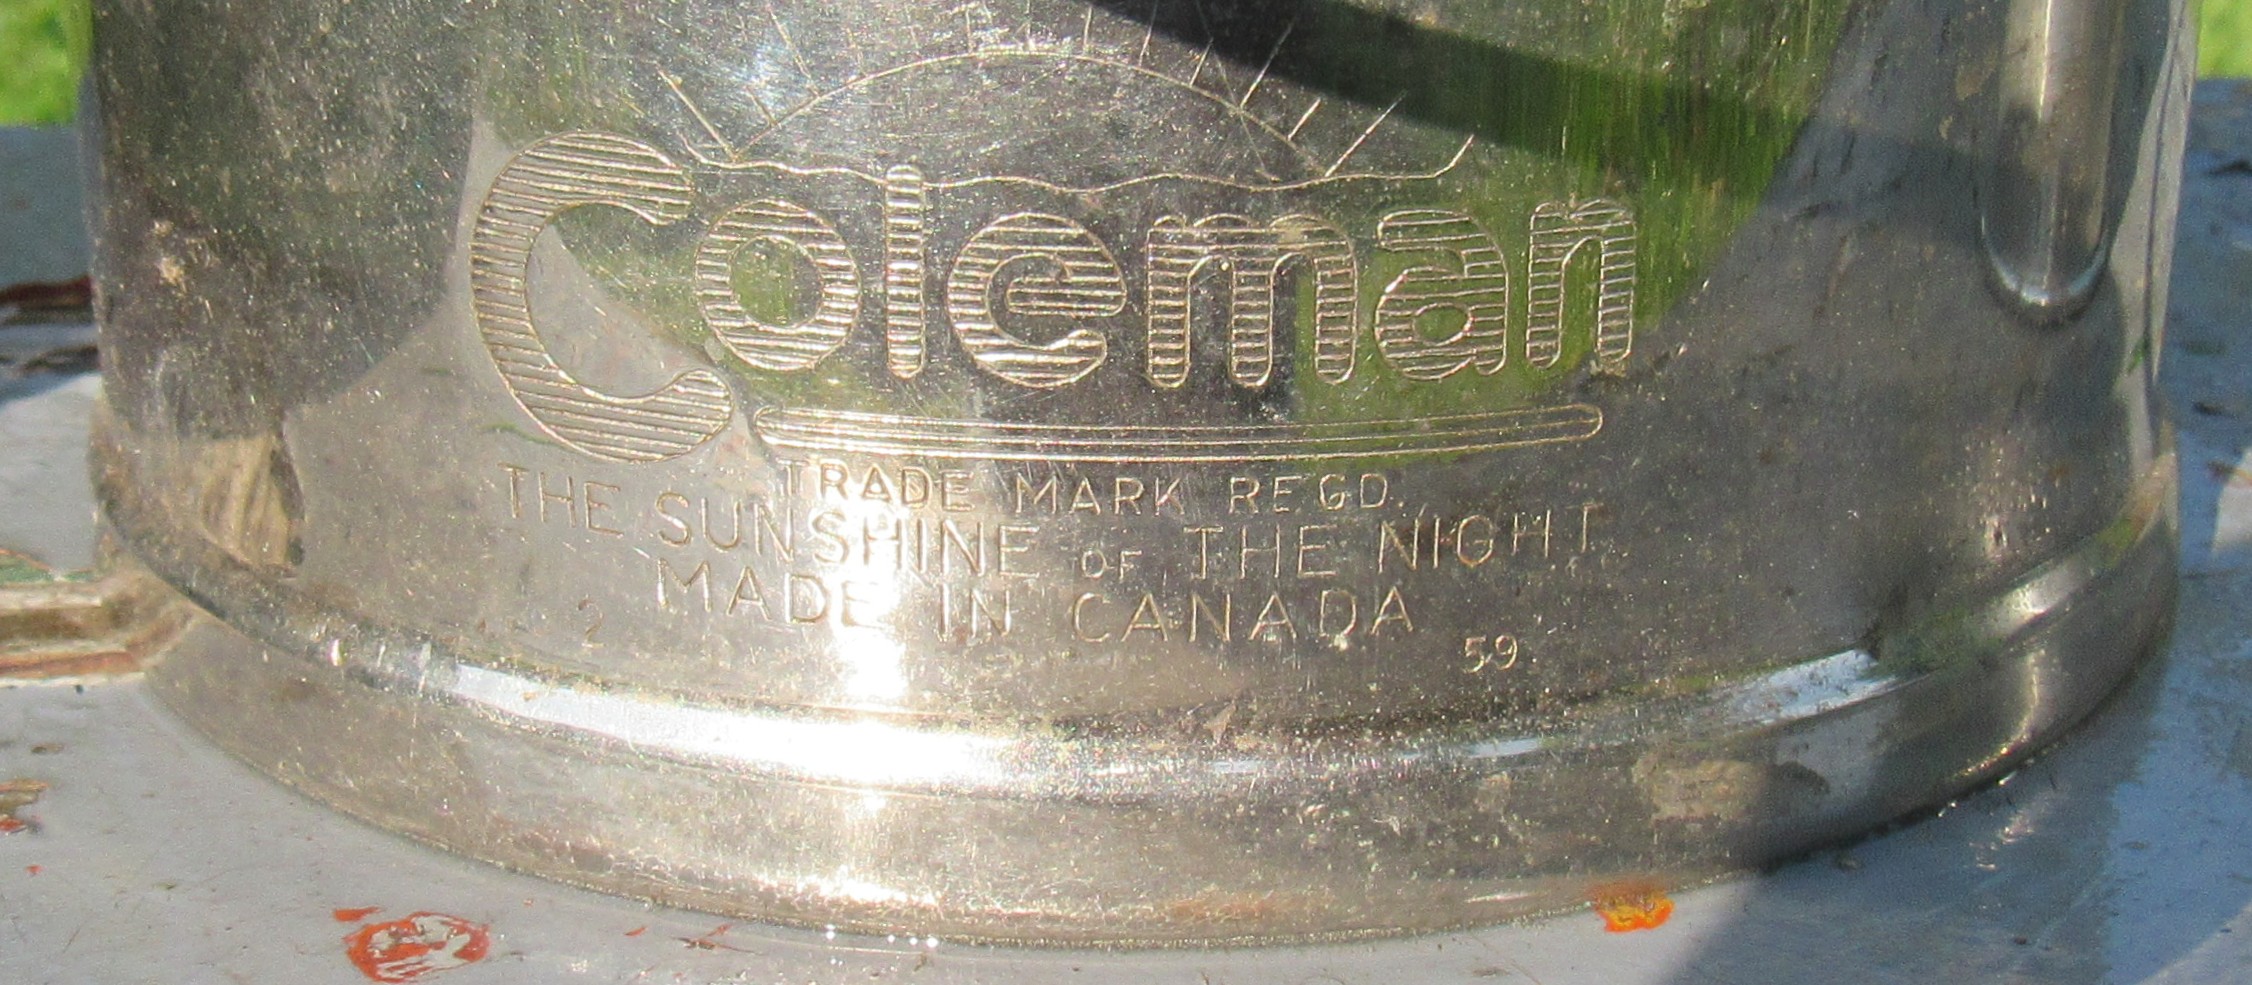 Coleman
TRADE MARK REGD.
THE SUNSHINE OF THE NIGHT
MADE IN CANADA
2 59